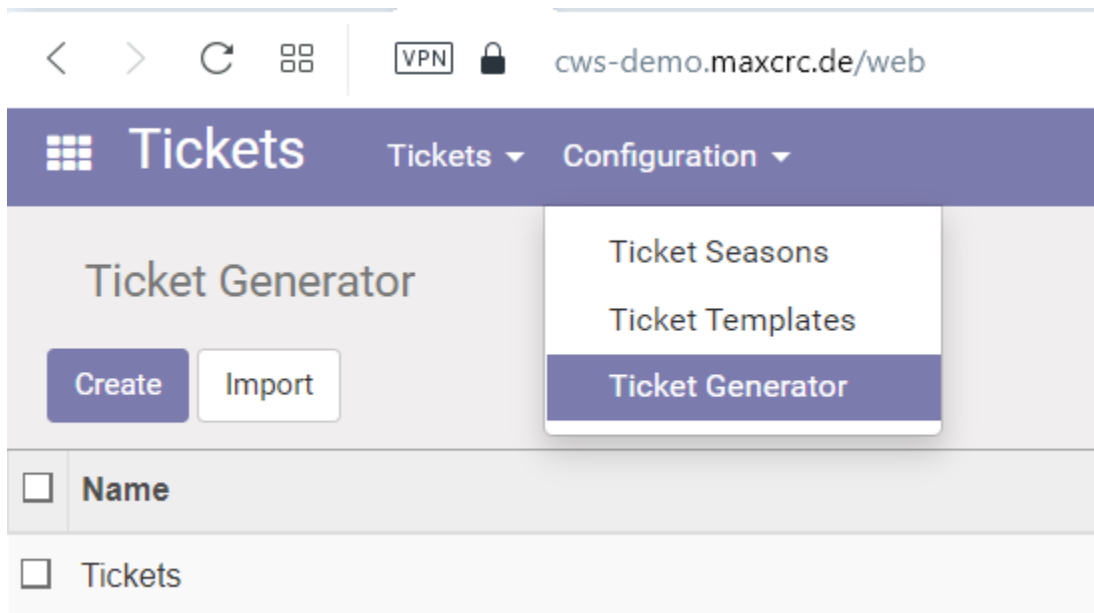 VPN cws-demo.maxcrc.de/web
Tickets Tickets Configuration
Ticket Seasons
Ticket Generator
Ticket Templates
Create Import
Ticket Generator
Name
Tickets